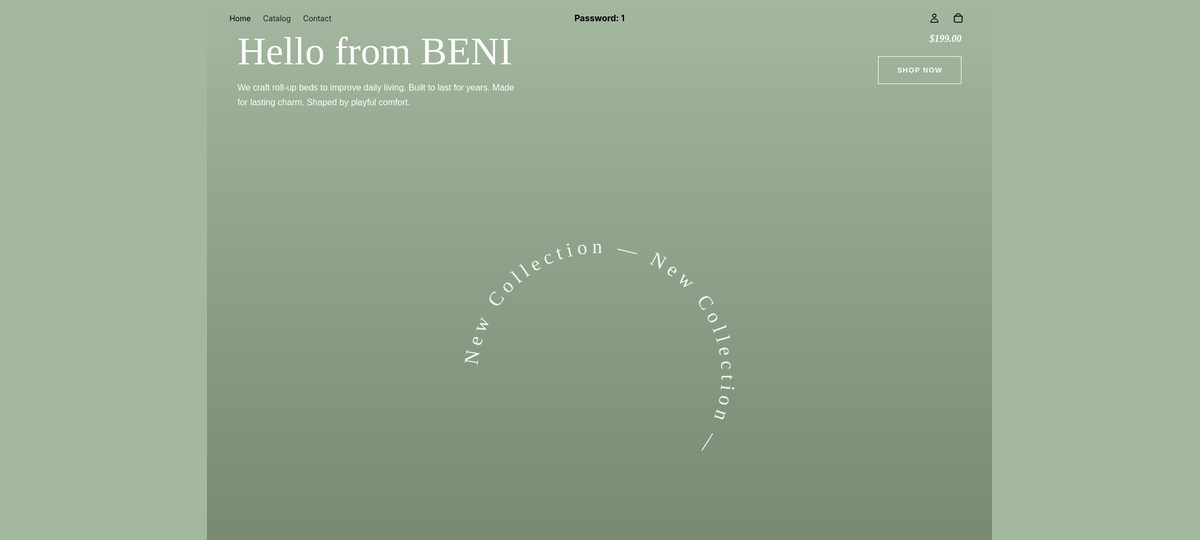 Home Catalog Contact
Password: 1
$199.00
Hello from BENI
SHOP NOW
We craft roll-up beds to improve daily living. Built to last for years. Made
for lasting charm. Shaped by playful comfort.
New Collection — New Collection —